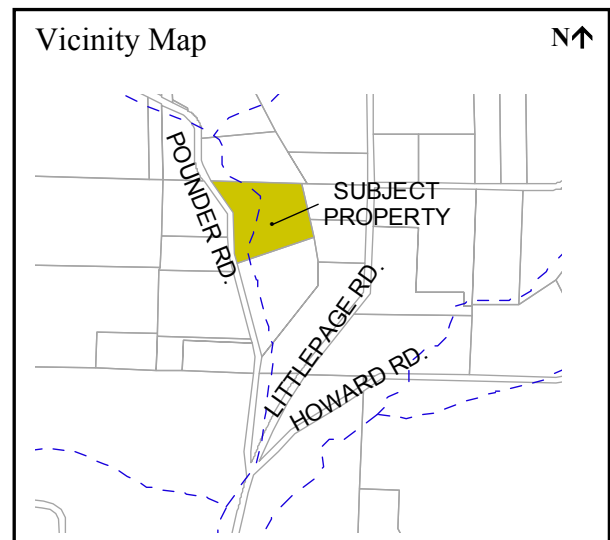 Vicinity Map
N↑
POUNDER RD.
SUBJECT
PROPERTY
LITTLEPAGE RD.
HOWARD RD.